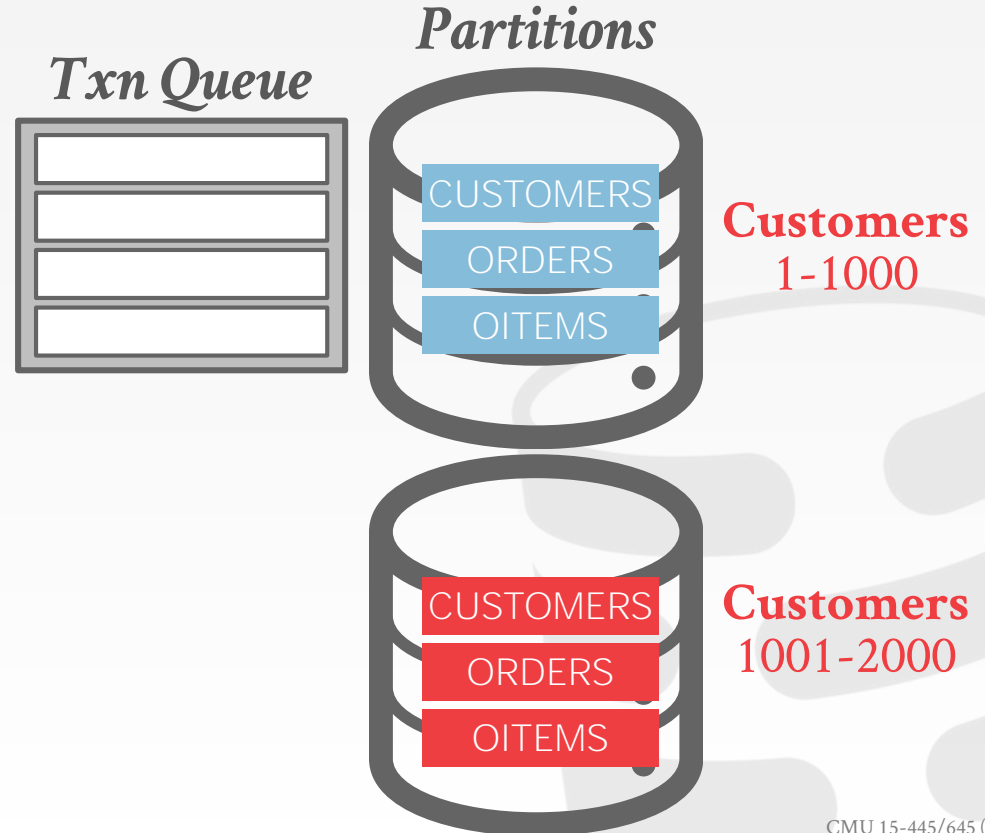 Partitions
Txn Queue
CUSTOMERS
ORDERS
OITEMS
Customers
1-1000
CUSTOMERS
ORDERS
OITEMS
Customers
1001-2000
CMU 15-445/645 (